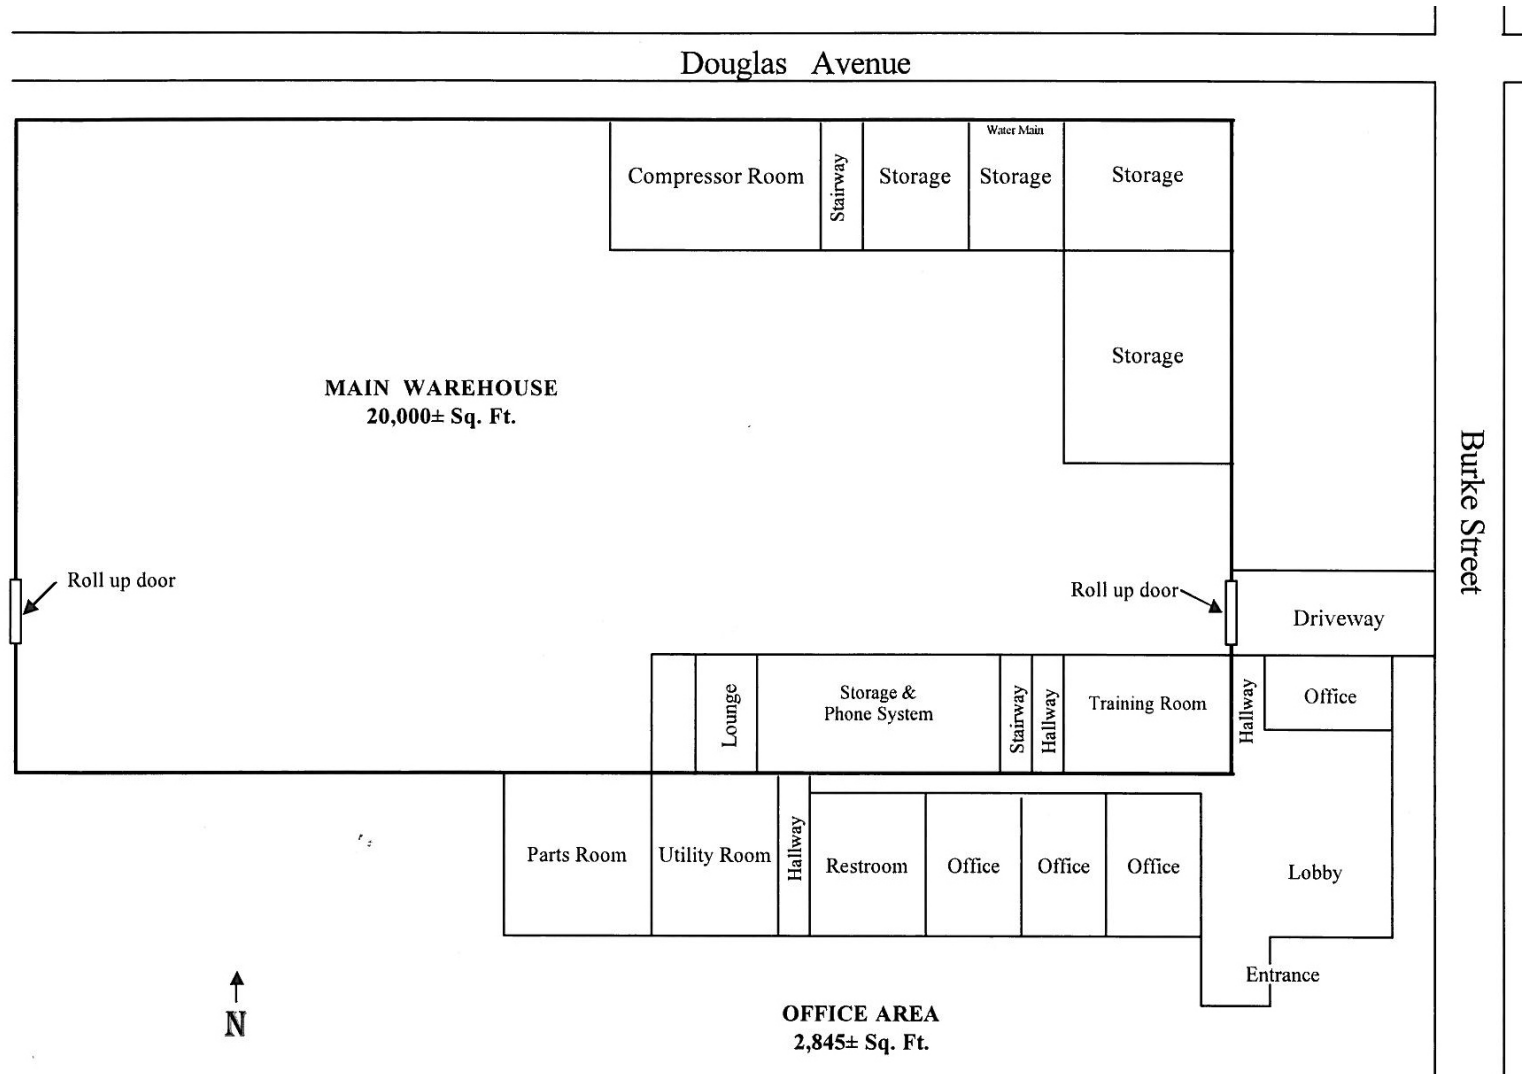 Douglas Avenue
Water Main
Compressor Room
Stairway
Storage
Storage
Storage
Storage
MAIN WAREHOUSE
20,000± Sq. Ft.
Burke Street
Roll up door
Roll up door
Driveway
Lounge
Storage &
Phone System
Stairway
Hallway
Training Room
Hallway
Office
Parts Room
Utility Room
Hallway
Restroom
Office
Office
Office
Lobby
Entrance
N
OFFICE AREA
2,845± Sq. Ft.